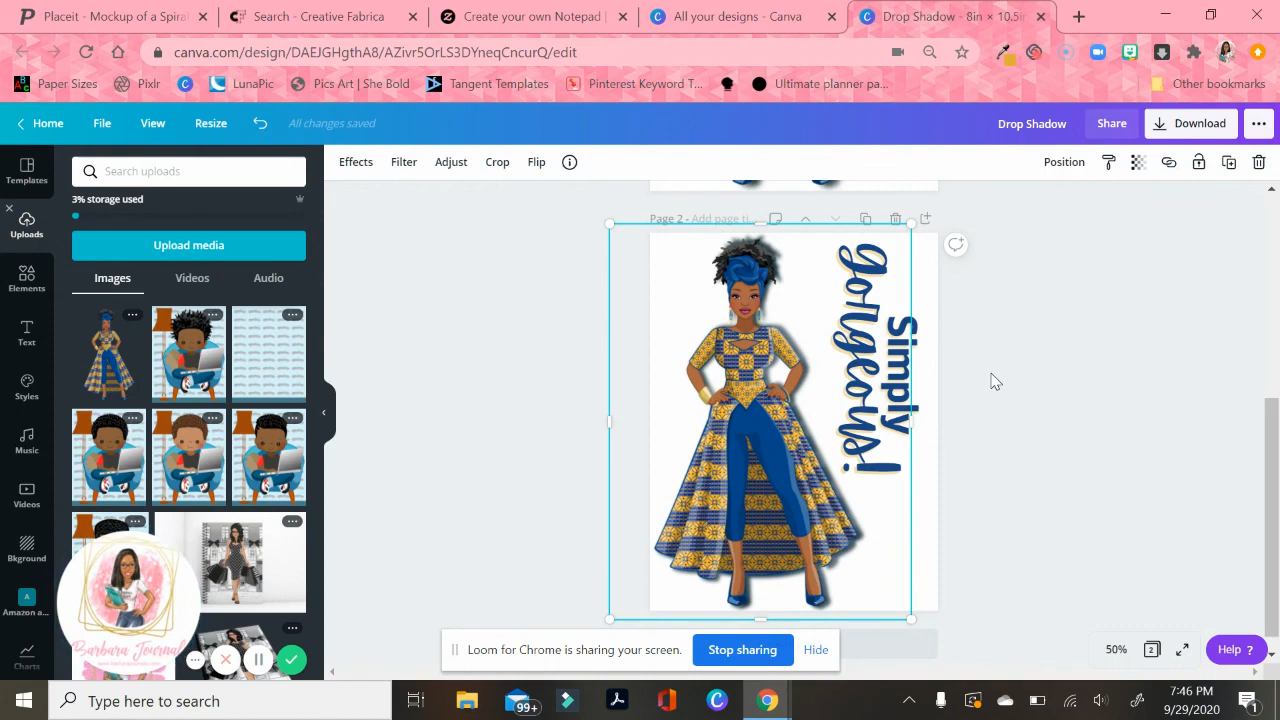 Placeit - Mockup of a Spiral
Search - Creative Fabrica
Create your own Notepad |
All your designs - Canva
Drop Shadow - 8in × 10.5in
canva.com/design/DAEJGHgthA8/AZivr5OrLS3DYneqCncurQ/edit
Paper Sizes
Pixlr
LunaPic
Pics Art | She Bold
Tangent Templates
Pinterest Keyword T...
Ultimate planner pa...
Other bookmarks
Home
File
View
Resize
All changes saved
Drop Shadow
Share
Download
Effects
Filter
Adjust
Crop
Flip
Position
Templates
Uploads
Elements
Text
Styles
Music
Videos
Bkground
Amazon a...
Charts
Search uploads
3% storage used
Upload media
Images
Videos
Audio
Barbara Journal
Page 2 - Add page ti...
Simply
gorgeous!
Loom for Chrome is sharing your screen.
Stop sharing
Hide
50%
2
Help ?
Type here to search
99+
7:46 PM
9/29/2020
1